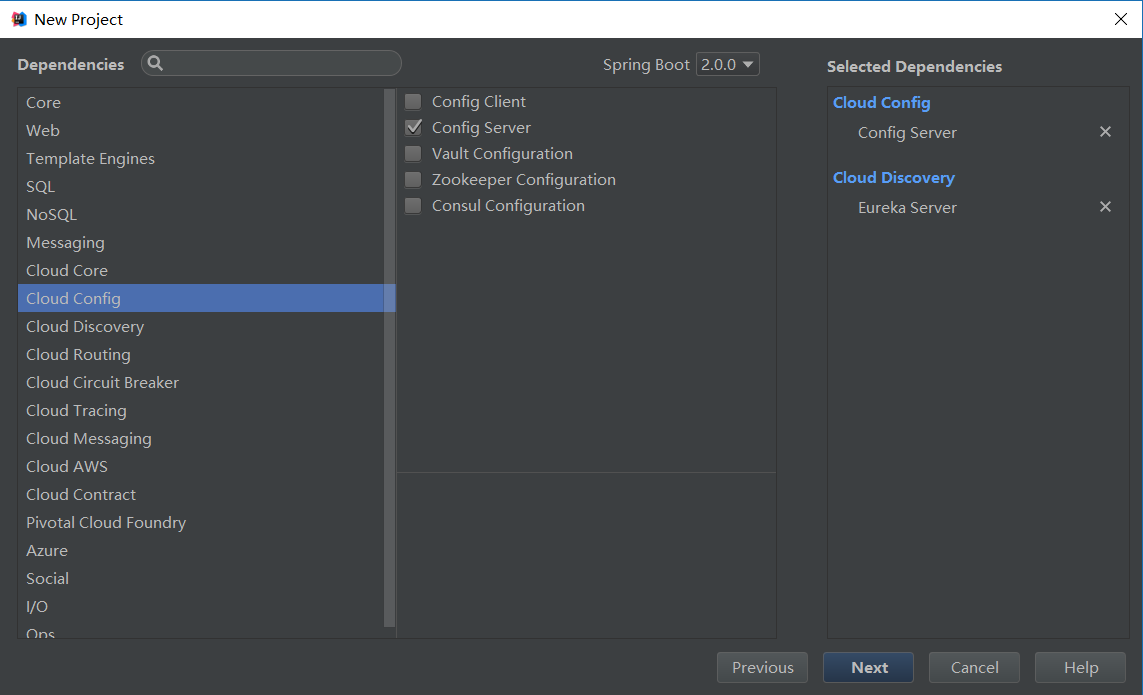 New Project
Dependencies
Spring Boot 2.0.0
Selected Dependencies
Core
Web
Template Engines
SQL
NoSQL
Messaging
Cloud Core
Cloud Config
Cloud Discovery
Cloud Routing
Cloud Circuit Breaker
Cloud Tracing
Cloud Messaging
Cloud AWS
Cloud Contract
Pivotal Cloud Foundry
Azure
Social
I/O
Ops
Config Client
Config Server
Vault Configuration
Zookeeper Configuration
Consul Configuration
Cloud Config
Config Server
Cloud Discovery
Eureka Server
Previous
Next
Cancel
Help